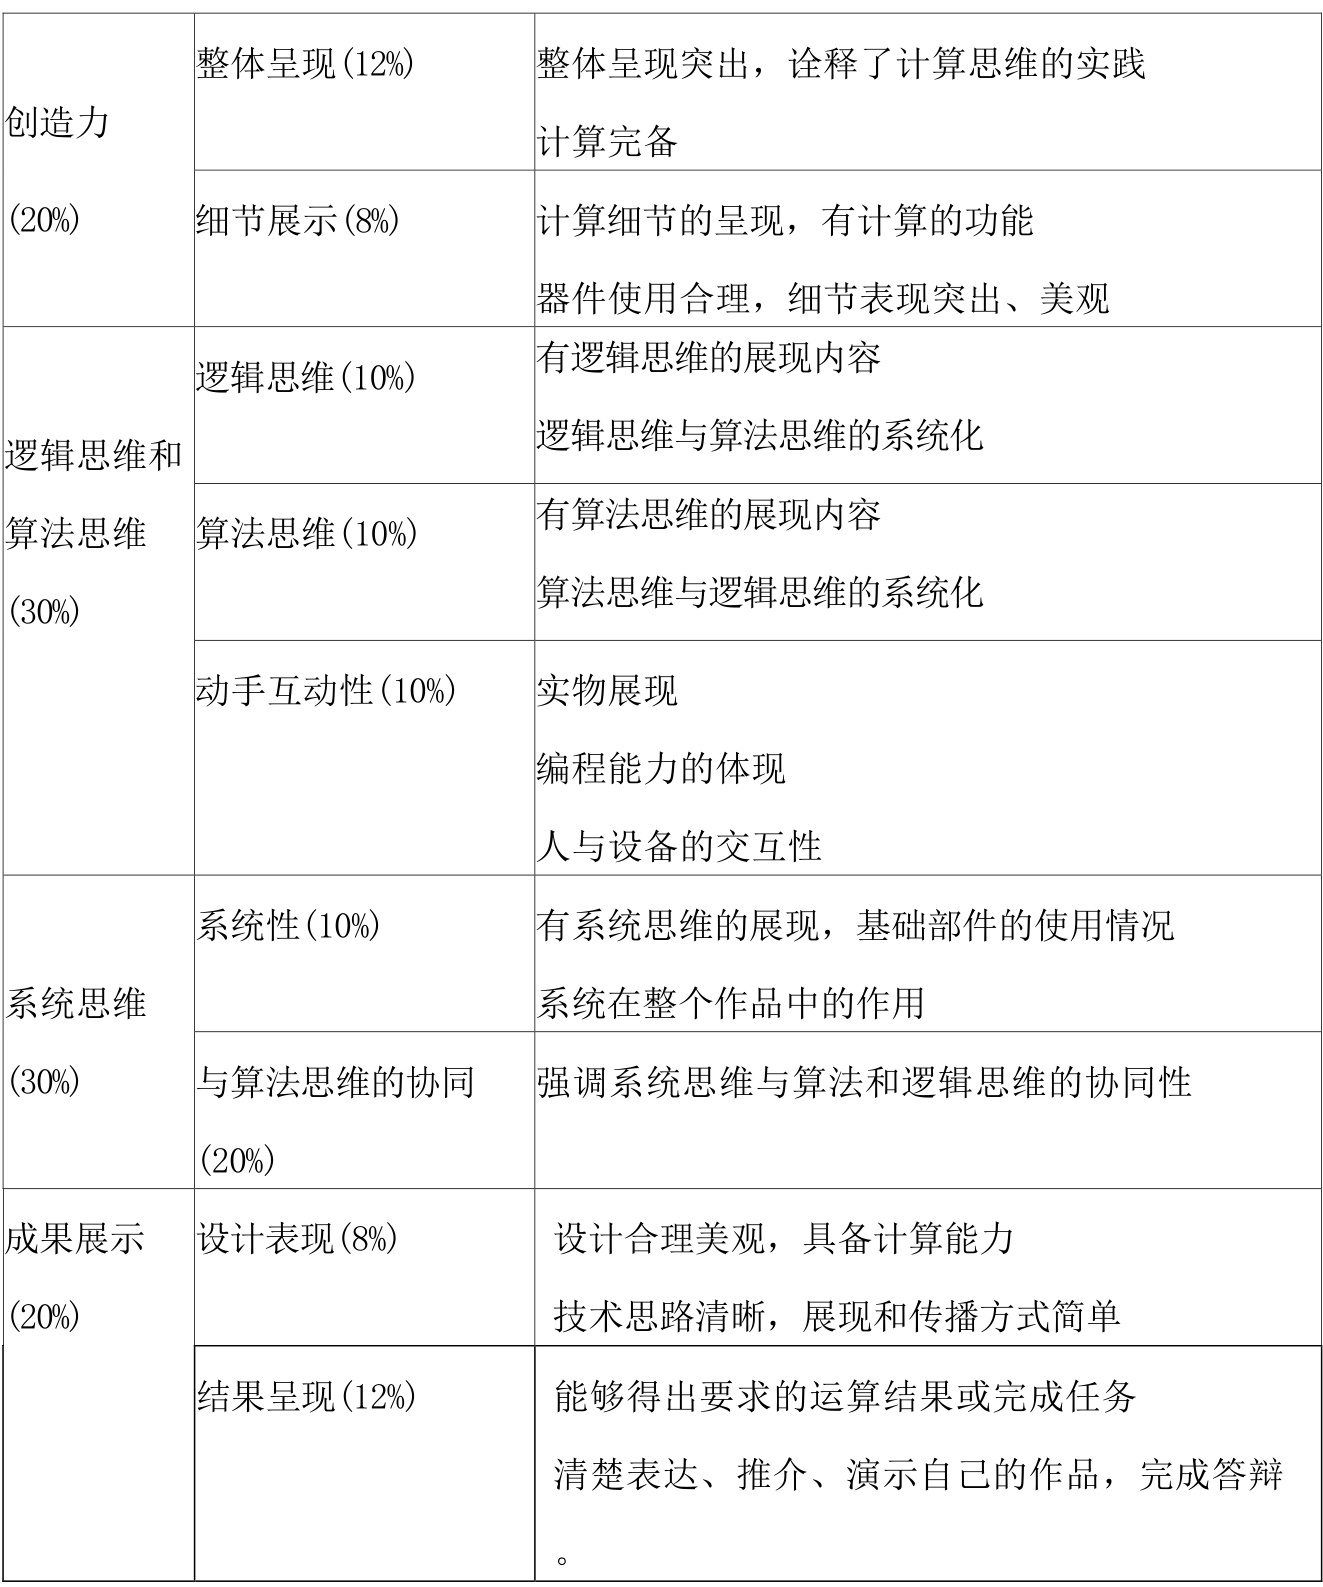 创造力
(20%)
整体呈现(12%)
整体呈现突出，诠释了计算思维的实践
计算完备
细节展示(8%)
计算细节的呈现，有计算的功能
器件使用合理，细节表现突出、美观
逻辑思维和
算法思维
(30%)
逻辑思维(10%)
有逻辑思维的展现内容
逻辑思维与算法思维的系统化
算法思维(10%)
有算法思维的展现内容
算法思维与逻辑思维的系统化
动手互动性(10%)
实物展现
编程能力的体现
人与设备的交互性
系统思维
(30%)
系统性(10%)
有系统思维的展现，基础部件的使用情况
系统在整个作品中的作用
与算法思维的协同
(20%)
强调系统思维与算法和逻辑思维的协同性
成果展示
(20%)
设计表现(8%)
设计合理美观，具备计算能力
技术思路清晰，展现和传播方式简单
结果呈现(12%)
能够得出要求的运算结果或完成任务
清楚表达、推介、演示自己的作品，完成答辩
。